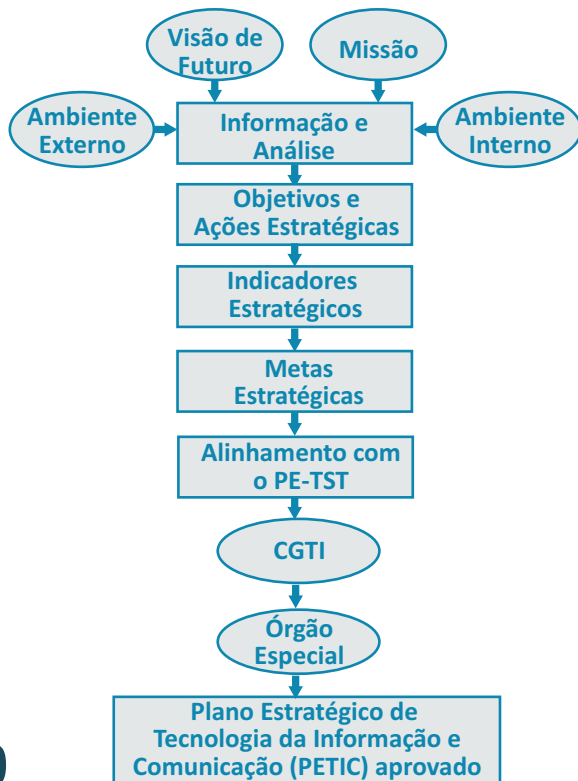 Visão de
Futuro
Missão
Ambiente
Externo
Informação e
Análise
Ambiente
Interno
Objetivos e
Ações Estratégicas
Indicadores
Estratégicos
Metas
Estratégicas
Alinhamento com
o PE-TST
CGTI
Órgão
Especial
Plano Estratégico de
Tecnologia da Informação e
Comunicação (PETIC) aprovado